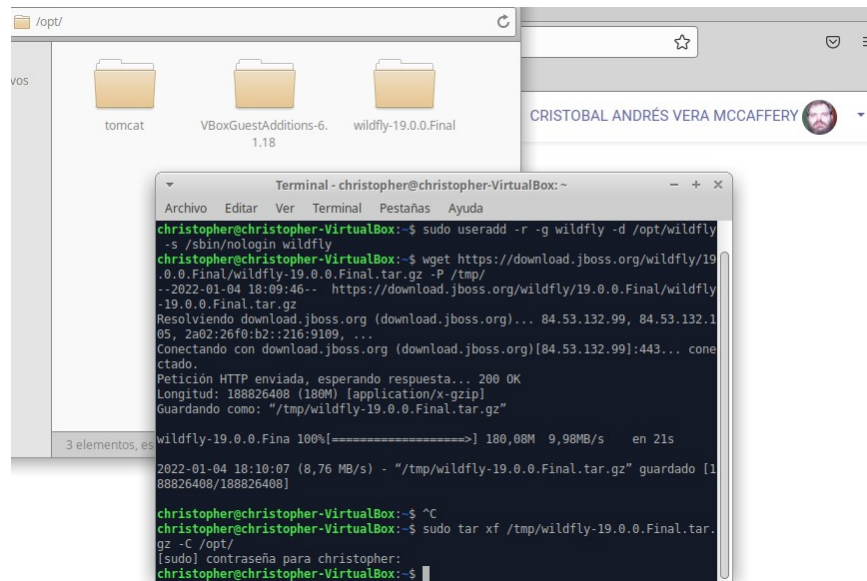 /opt/
vos
tomcat
VBoxGuestAdditions-6.
1.18
wildfly-19.0.0.Final
CRISTOBAL ANDRÉS VERA MCCAFFERY
3 elementos, es
Terminal - christopher@christopher-VirtualBox: ~
Archivo Editar Ver Terminal Pestañas Ayuda
christopher@christopher-VirtualBox:~$ sudo useradd -r -g wildfly -d /opt/wildfly
-s /sbin/nologin wildfly
christopher@christopher-VirtualBox:~$ wget https://download.jboss.org/wildfly/19
.0.0.Final/wildfly-19.0.0.Final.tar.gz -P /tmp/
--2022-01-04 18:09:46-- https://download.jboss.org/wildfly/19.0.0.Final/wildfly
-19.0.0.Final.tar.gz
Resolviendo download.jboss.org (download.jboss.org)... 84.53.132.99, 84.53.132.1
05, 2a02:26f0:b2::216:9109, ...
Conectando con download.jboss.org (download.jboss.org)[84.53.132.99]:443... cone
ctado.
Petición HTTP enviada, esperando respuesta... 200 OK
Longitud: 188826408 (180M) [application/x-gzip]
Guardando como: “/tmp/wildfly-19.0.0.Final.tar.gz”
wildfly-19.0.0.Fina 100%[===================>] 180,08M 9,98MB/s en 21s
2022-01-04 18:10:07 (8,76 MB/s) - “/tmp/wildfly-19.0.0.Final.tar.gz” guardado [1
88826408/188826408]
christopher@christopher-VirtualBox:~$ ^C
christopher@christopher-VirtualBox:~$ sudo tar xf /tmp/wildfly-19.0.0.Final.tar.
gz -C /opt/
[sudo] contraseña para christopher:
christopher@christopher-VirtualBox:~$